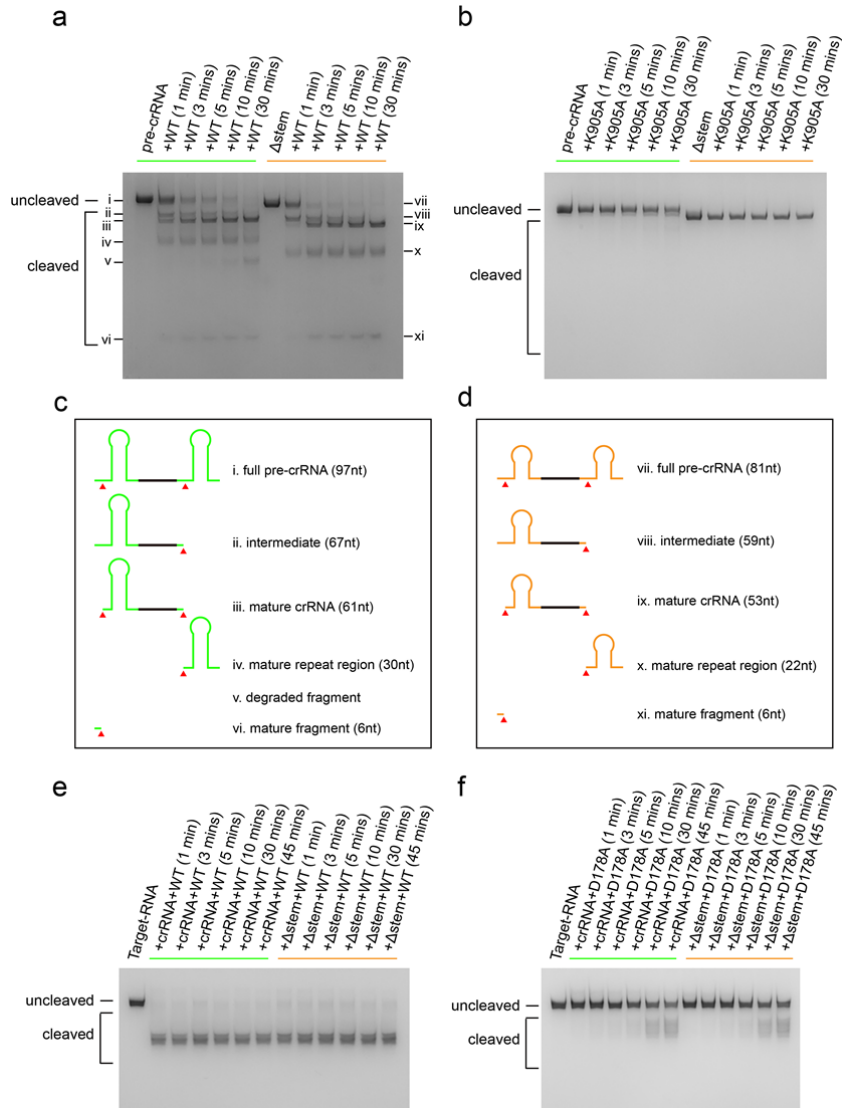 a
pre-crRNA
+WT (1 min)
+WT (3 mins)
+WT (5 mins)
+WT (10 mins)
+WT (30 mins)
Δstem
+WT (1 min)
+WT (3 mins)
+WT (5 mins)
+WT (10 mins)
+WT (30 mins)
uncleaved
cleaved
i
ii
iii
iv
v
vi
vii
viii
ix
x
xi
b
pre-crRNA
+K905A (1 min)
+K905A (3 mins)
+K905A (5 mins)
+K905A (10 mins)
+K905A (30 mins)
Δstem
+K905A (1 min)
+K905A (3 mins)
+K905A (5 mins)
+K905A (10 mins)
+K905A (30 mins)
uncleaved
cleaved
c
i. full pre-crRNA (97nt)
ii. intermediate (67nt)
iii. mature crRNA (61nt)
iv. mature repeat region (30nt)
v. degraded fragment
vi. mature fragment (6nt)
d
vii. full pre-crRNA (81nt)
viii. intermediate (59nt)
ix. mature crRNA (53nt)
x. mature repeat region (22nt)
xi. mature fragment (6nt)
e
Target-RNA
+crRNA+WT (1 min)
+crRNA+WT (3 mins)
+crRNA+WT (5 mins)
+crRNA+WT (10 mins)
+crRNA+WT (30 mins)
+crRNA+WT (45 mins)
+Δstem+WT (1 min)
+Δstem+WT (3 mins)
+Δstem+WT (5 mins)
+Δstem+WT (10 mins)
+Δstem+WT (30 mins)
+Δstem+WT (45 mins)
uncleaved
cleaved
f
Target-RNA
+crRNA+D178A (1 min)
+crRNA+D178A (3 mins)
+crRNA+D178A (5 mins)
+crRNA+D178A (10 mins)
+crRNA+D178A (30 mins)
+crRNA+D178A (45 mins)
+Δstem+D178A (1 min)
+Δstem+D178A (3 mins)
+Δstem+D178A (5 mins)
+Δstem+D178A (10 mins)
+Δstem+D178A (30 mins)
+Δstem+D178A (45 mins)
uncleaved
cleaved